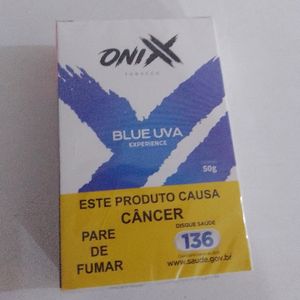 ONIX
TOBACCO
BLUE UVA
EXPERIENCE
50g
ESTE PRODUTO CAUSA
CÂNCER
PARE
DE
FUMAR
DISQUE SAÚDE
136
www.saude.gov.br